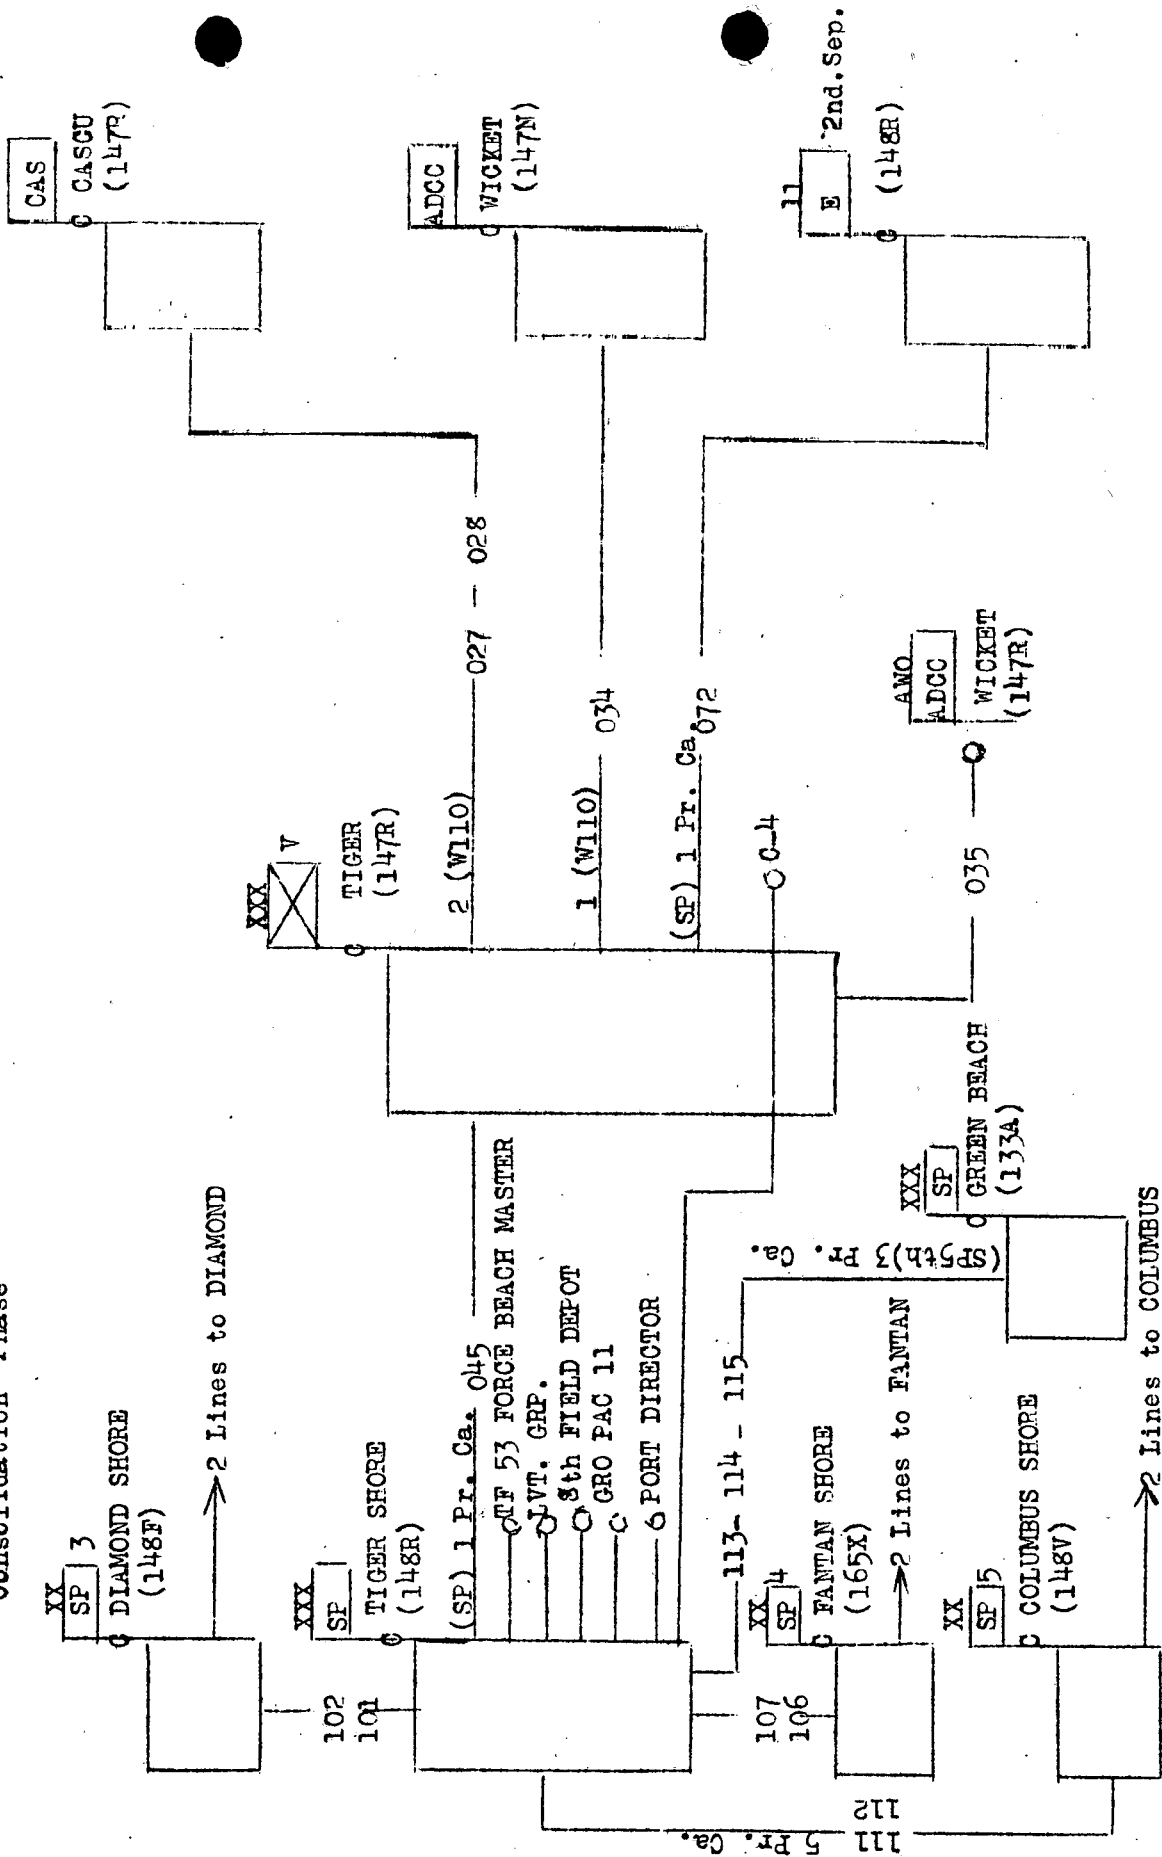 Consolidation Phase
XX
SP 3
DIAMOND SHORE
(148F)
2 Lines to DIAMOND
102
101
XXX
SP
TIGER SHORE
(148R)
(SP) 1 Pr. Ca. 045
TF 53 FORCE BEACH MASTER
LVT. GRP.
8th FIELD DEPOT
GRO PAC 11
PORT DIRECTOR
113 - 114 - 115
(SP5th)3 Pr. Ca.
107
106
XX
SP 4
FANTAN SHORE
(165X)
2 Lines to FANTAN
XX
SP 5
COLUMBUS SHORE
(148V)
2 Lines to COLUMBUS
111
112
5 Pr. Ca.
XXX
SP
GREEN BEACH
(133A)
XXX
V
TIGER
(147R)
2 (W110)
027 - 028
1 (W110)
034
(SP) 1 Pr. Ca. 072
C-4
035
AWO
ADCC
WICKET
(147R)
CAS
CASCU
(147R)
ADCC
WICKET
(147N)
11
E 2nd. Sep.
(148R)